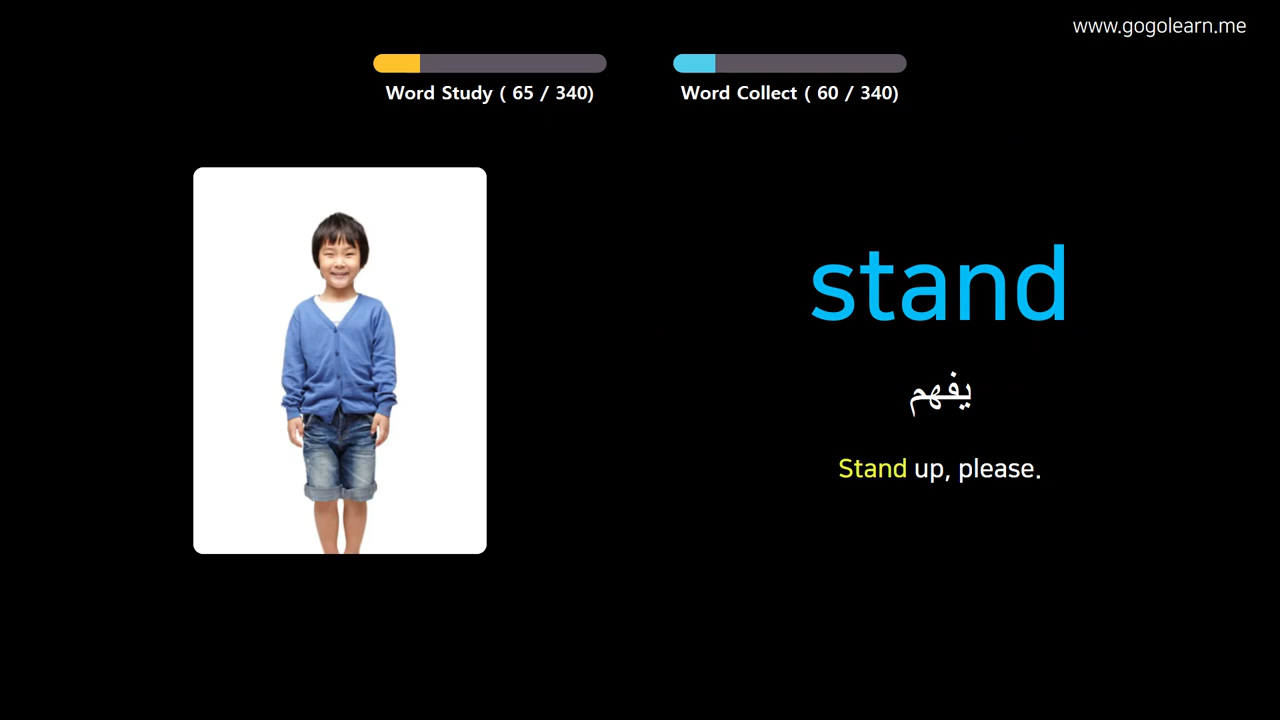 www.gogolearn.me
Word Study ( 65 / 340)
Word Collect ( 60 / 340)
stand
يفهم
Stand up, please.